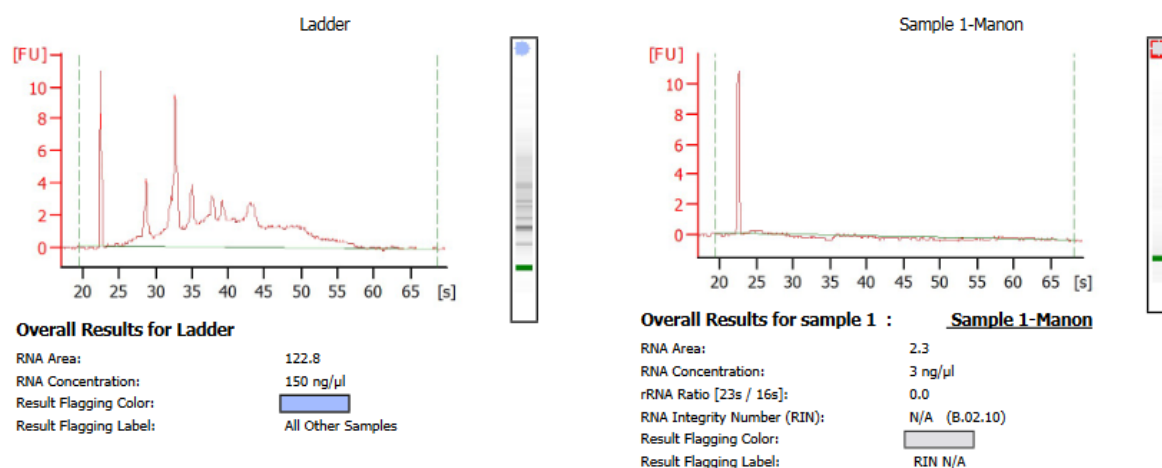 Ladder
[FU]
10
8
6
4
2
0
20 25 30 35 40 45 50 55 60 65 [s]
Overall Results for Ladder
RNA Area: 122.8
RNA Concentration: 150 ng/µl
Result Flagging Color:
Result Flagging Label: All Other Samples
Sample 1-Manon
[FU]
10
8
6
4
2
0
20 25 30 35 40 45 50 55 60 65 [s]
Overall Results for sample 1 : Sample 1-Manon
RNA Area: 2.3
RNA Concentration: 3 ng/µl
rRNA Ratio [23s / 16s]: 0.0
RNA Integrity Number (RIN): N/A (B.02.10)
Result Flagging Color:
Result Flagging Label: RIN N/A